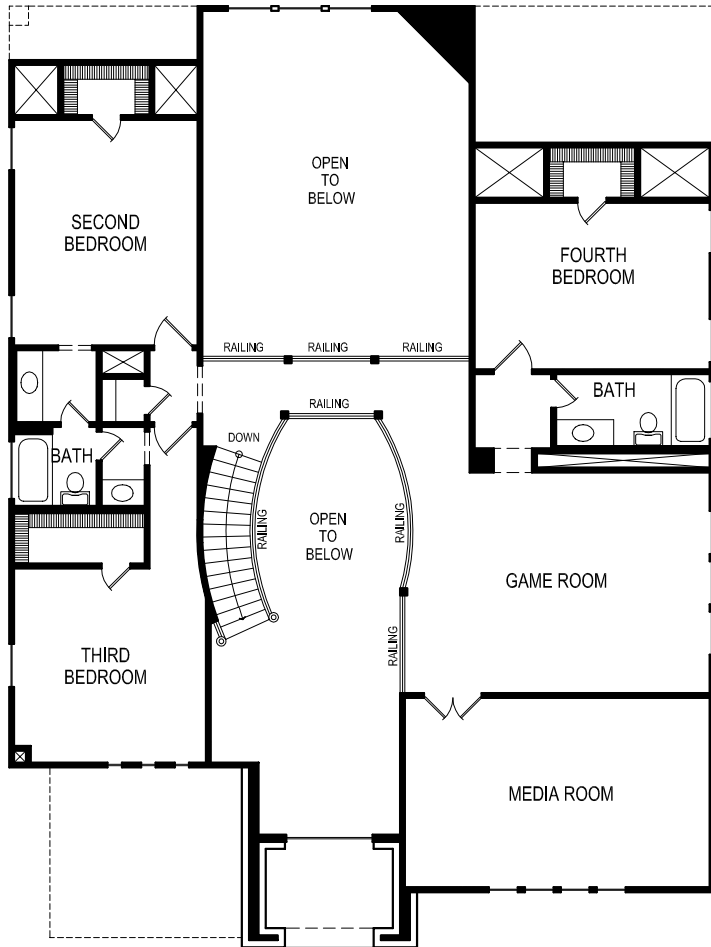 OPEN
TO
BELOW
SECOND
BEDROOM
FOURTH
BEDROOM
RAILING
RAILING
RAILING
BATH
RAILING
DOWN
BATH
RAILING
OPEN
TO
BELOW
RAILING
GAME ROOM
RAILING
THIRD
BEDROOM
MEDIA ROOM